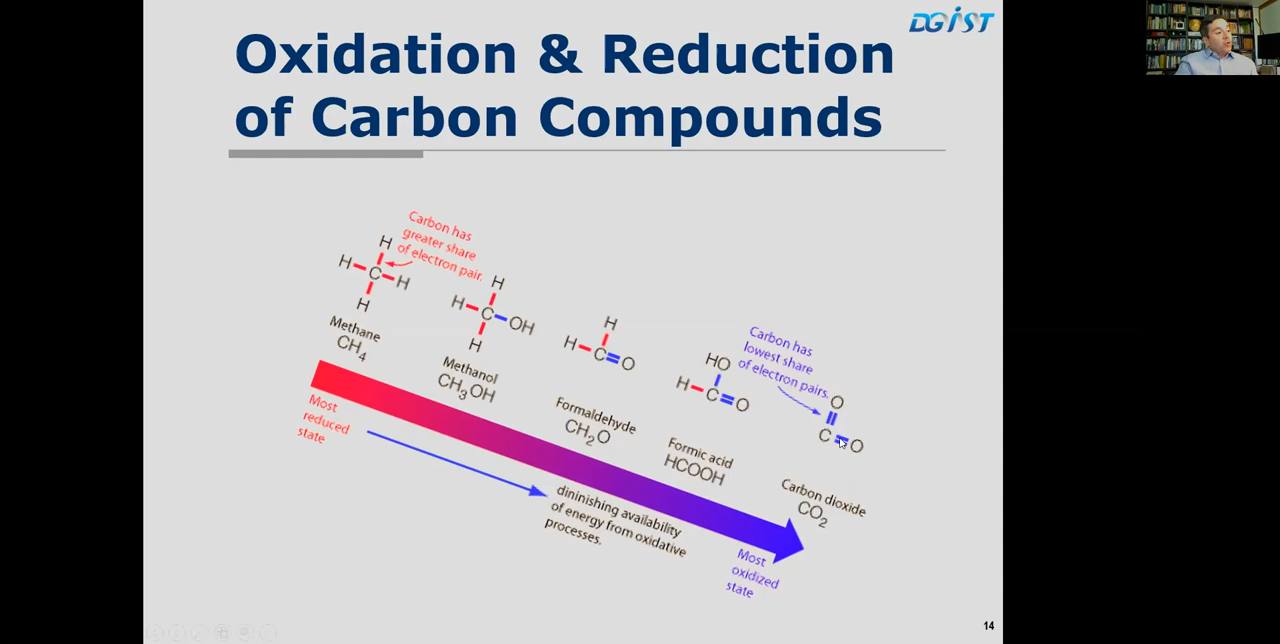 DGIST
Oxidation & Reduction
of Carbon Compounds
Carbon has
greater share
of electron pair.
H
H C H
H
Methane
CH4
H
H C OH
H
Methanol
CH3OH
H
H C O
Formaldehyde
CH2O
HO
H C O
Formic acid
HCOOH
Carbon has
lowest share
of electron pairs.
O
C O
Carbon dioxide
CO2
Most
reduced
state
dininishing availability
of energy from oxidative
processes.
Most
oxidized
state
14